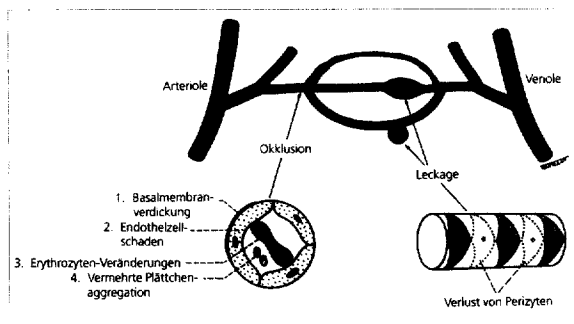 Arteriole
Venole
Okklusion
Leckage
1. Basalmembran-
verdickung
2. Endothelzell-
schaden
3. Erythrozyten-Veränderungen
4. Vermehrte Plättchen-
aggregation
Verlust von Perizyten